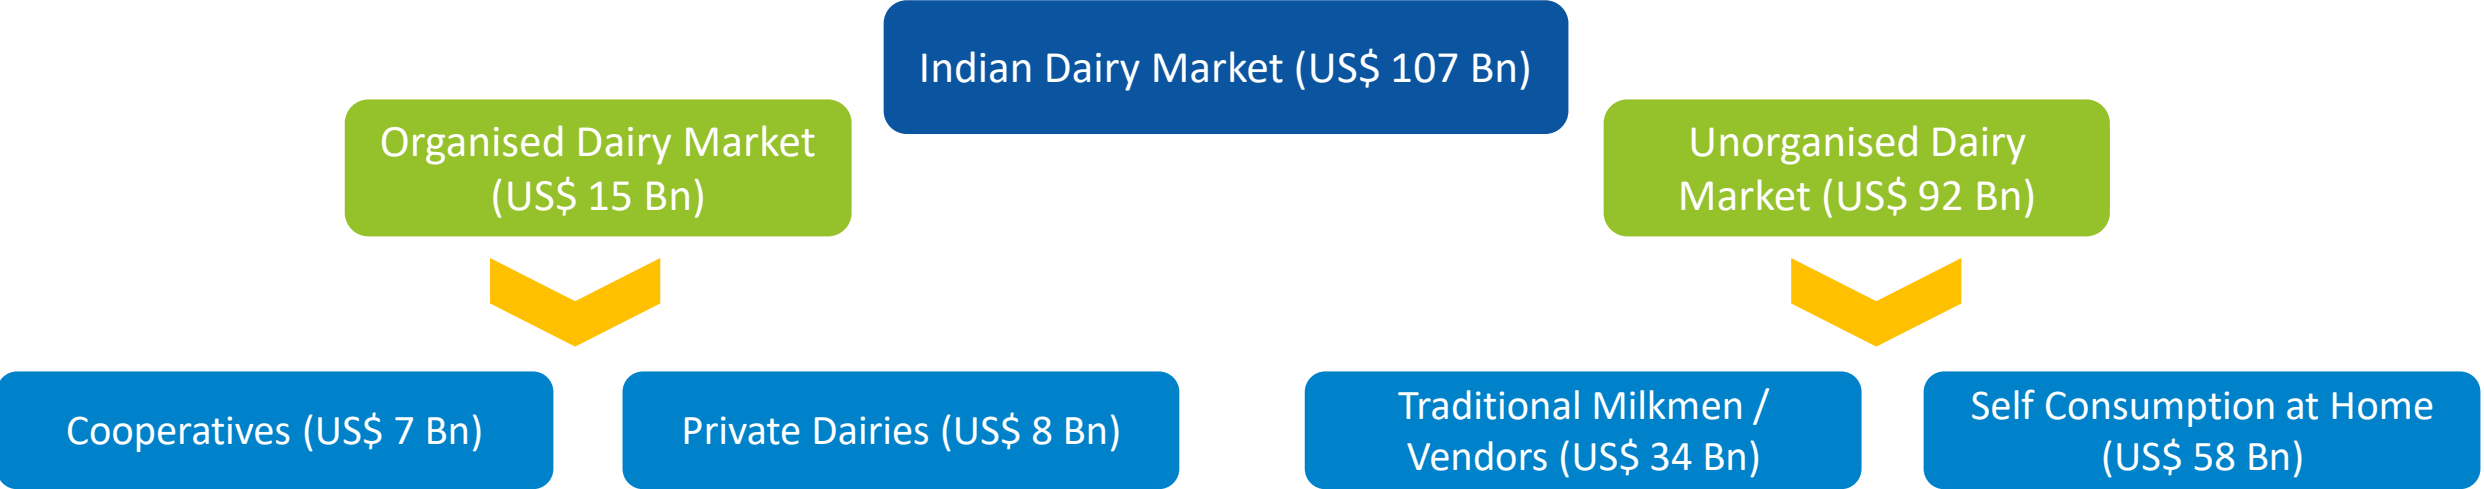 Indian Dairy Market (US$ 107 Bn)
Organised Dairy Market
(US$ 15 Bn)
Unorganised Dairy
Market (US$ 92 Bn)
Cooperatives (US$ 7 Bn)
Private Dairies (US$ 8 Bn)
Traditional Milkmen /
Vendors (US$ 34 Bn)
Self Consumption at Home
(US$ 58 Bn)